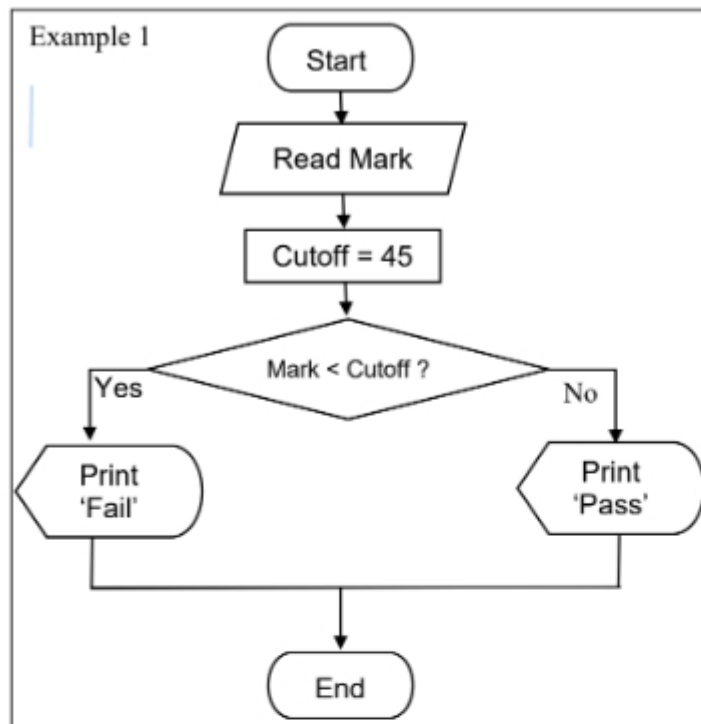 Example 1
Start
Read Mark
Cutoff = 45
Mark < Cutoff ?
Yes
No
Print
‘Fail’
Print
‘Pass’
End